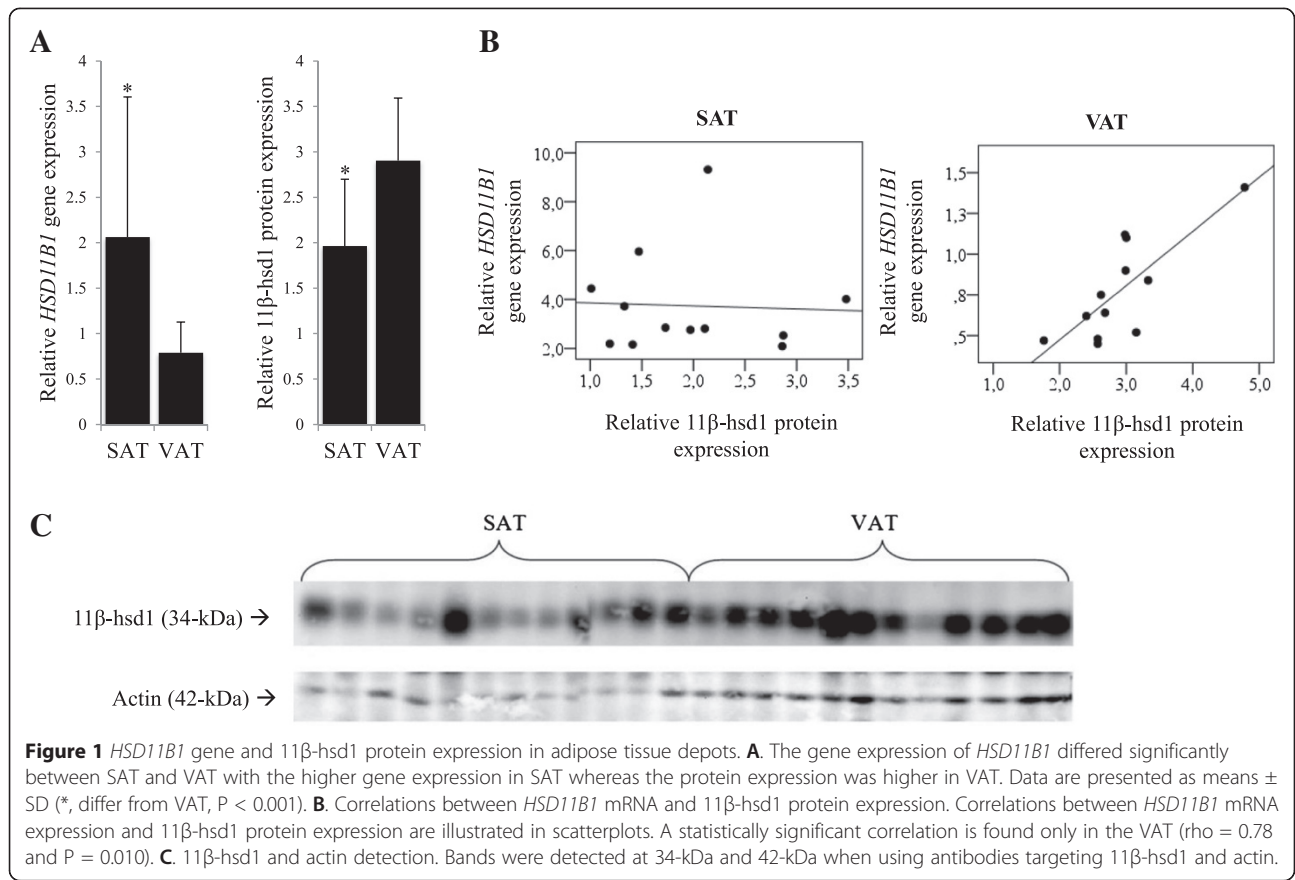 A
B
Relative HSD11B1 gene expression
4
3.5
3
2.5
2
1.5
1
0.5
0
*
SAT VAT
Relative 11β-hsd1 protein expression
4
3.5
3
2.5
2
1.5
1
0.5
0
*
SAT VAT
SAT
Relative HSD11B1
gene expression
10,0
8,0
6,0
4,0
2,0
1,0 1,5 2,0 2,5 3,0 3,5
Relative 11β-hsd1 protein
expression
VAT
Relative HSD11B1
gene expression
1,5
1,3
1,0
,8
,5
1,0 2,0 3,0 4,0 5,0
Relative 11β-hsd1 protein
expression
C
SAT
VAT
11β-hsd1 (34-kDa) →
Actin (42-kDa) →
Figure 1 HSD11B1 gene and 11β-hsd1 protein expression in adipose tissue depots. A. The gene expression of HSD11B1 differed significantly
between SAT and VAT with the higher gene expression in SAT whereas the protein expression was higher in VAT. Data are presented as means ±
SD (*, differ from VAT, P < 0.001). B. Correlations between HSD11B1 mRNA and 11β-hsd1 protein expression. Correlations between HSD11B1 mRNA
expression and 11β-hsd1 protein expression are illustrated in scatterplots. A statistically significant correlation is found only in the VAT (rho = 0.78
and P = 0.010). C. 11β-hsd1 and actin detection. Bands were detected at 34-kDa and 42-kDa when using antibodies targeting 11β-hsd1 and actin.